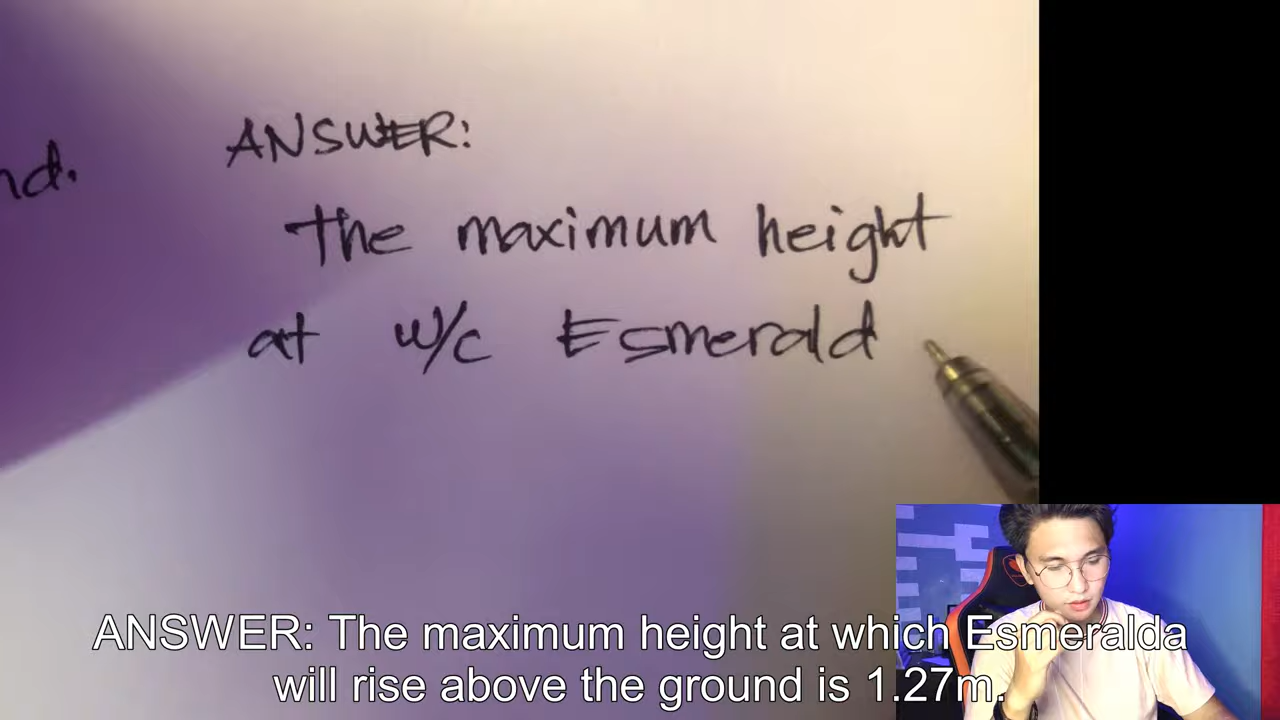 nd.
ANSWER:
The maximum height
at w/c Esmerald
ANSWER: The maximum height at which Esmeralda
will rise above the ground is 1.27m.